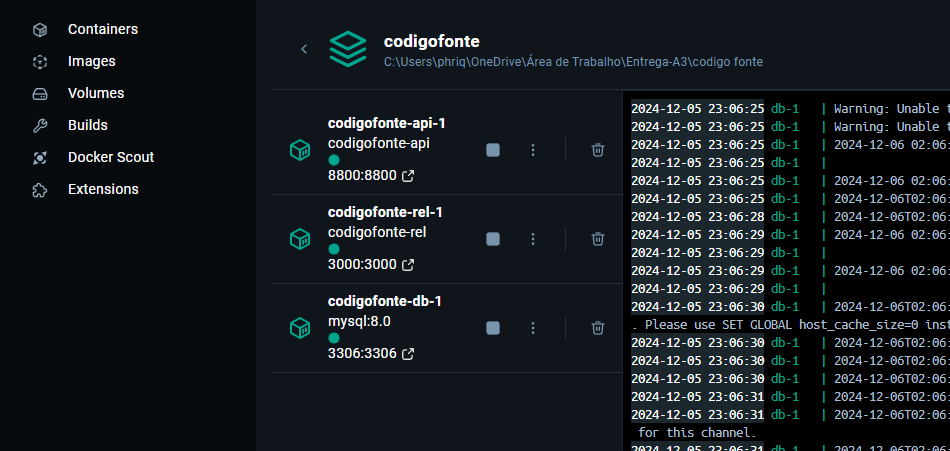 Containers
Images
Volumes
Builds
Docker Scout
Extensions
codigofonte
C:\Users\phriq\OneDrive\Área de Trabalho\Entrega-A3\codigo fonte
codigofonte-api-1
codigofonte-api
8800:8800
codigofonte-rel-1
codigofonte-rel
3000:3000
codigofonte-db-1
mysql:8.0
3306:3306
2024-12-05 23:06:25 db-1 | Warning: Unable
2024-12-05 23:06:25 db-1 | Warning: Unable
2024-12-05 23:06:25 db-1 | 2024-12-06 02:06:
2024-12-05 23:06:25 db-1 |
2024-12-05 23:06:25 db-1 | 2024-12-06 02:06:
2024-12-05 23:06:25 db-1 | 2024-12-06T02:06:
2024-12-05 23:06:28 db-1 | 2024-12-06T02:06:
2024-12-05 23:06:29 db-1 | 2024-12-06 02:06:
2024-12-05 23:06:29 db-1 |
2024-12-05 23:06:29 db-1 | 2024-12-06 02:06:
2024-12-05 23:06:29 db-1 |
2024-12-05 23:06:30 db-1 | 2024-12-06T02:06:
. Please use SET GLOBAL host_cache_size=0 inst
2024-12-05 23:06:30 db-1 | 2024-12-06T02:06:
2024-12-05 23:06:30 db-1 | 2024-12-06T02:06:
2024-12-05 23:06:30 db-1 | 2024-12-06T02:06:
2024-12-05 23:06:31 db-1 | 2024-12-06T02:06:
2024-12-05 23:06:31 db-1 | 2024-12-06T02:06:
for this channel.
2024-12-05 23:06:31 db-1 | 2024-12-06T02:06: